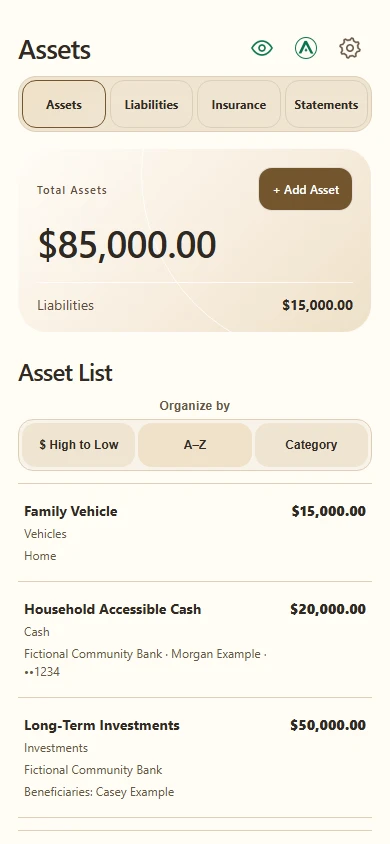 Assets
Assets
Liabilities
Insurance
Statements
Total Assets
+ Add Asset
$85,000.00
Liabilities
$15,000.00
Asset List
Organize by
$ High to Low
A–Z
Category
Family Vehicle
$15,000.00
Vehicles
Home
Household Accessible Cash
$20,000.00
Cash
Fictional Community Bank · Morgan Example ·
••1234
Long-Term Investments
$50,000.00
Investments
Fictional Community Bank
Beneficiaries: Casey Example